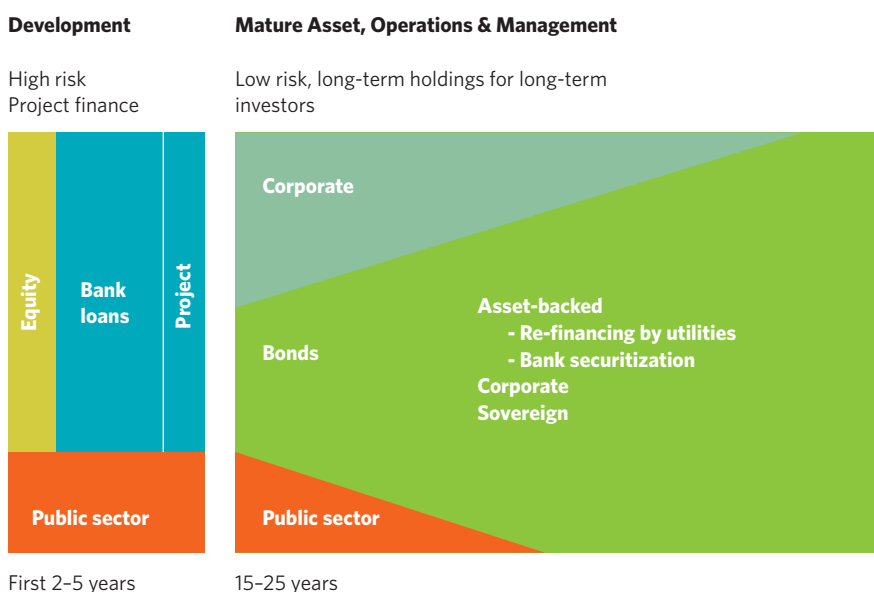 Development
High risk
Project finance
Equity
Bank
loans
Project
Public sector
First 2–5 years
Mature Asset, Operations & Management
Low risk, long-term holdings for long-term
investors
Corporate
Bonds
Asset-backed
- Re-financing by utilities
- Bank securitization
Corporate
Sovereign
Public sector
15–25 years